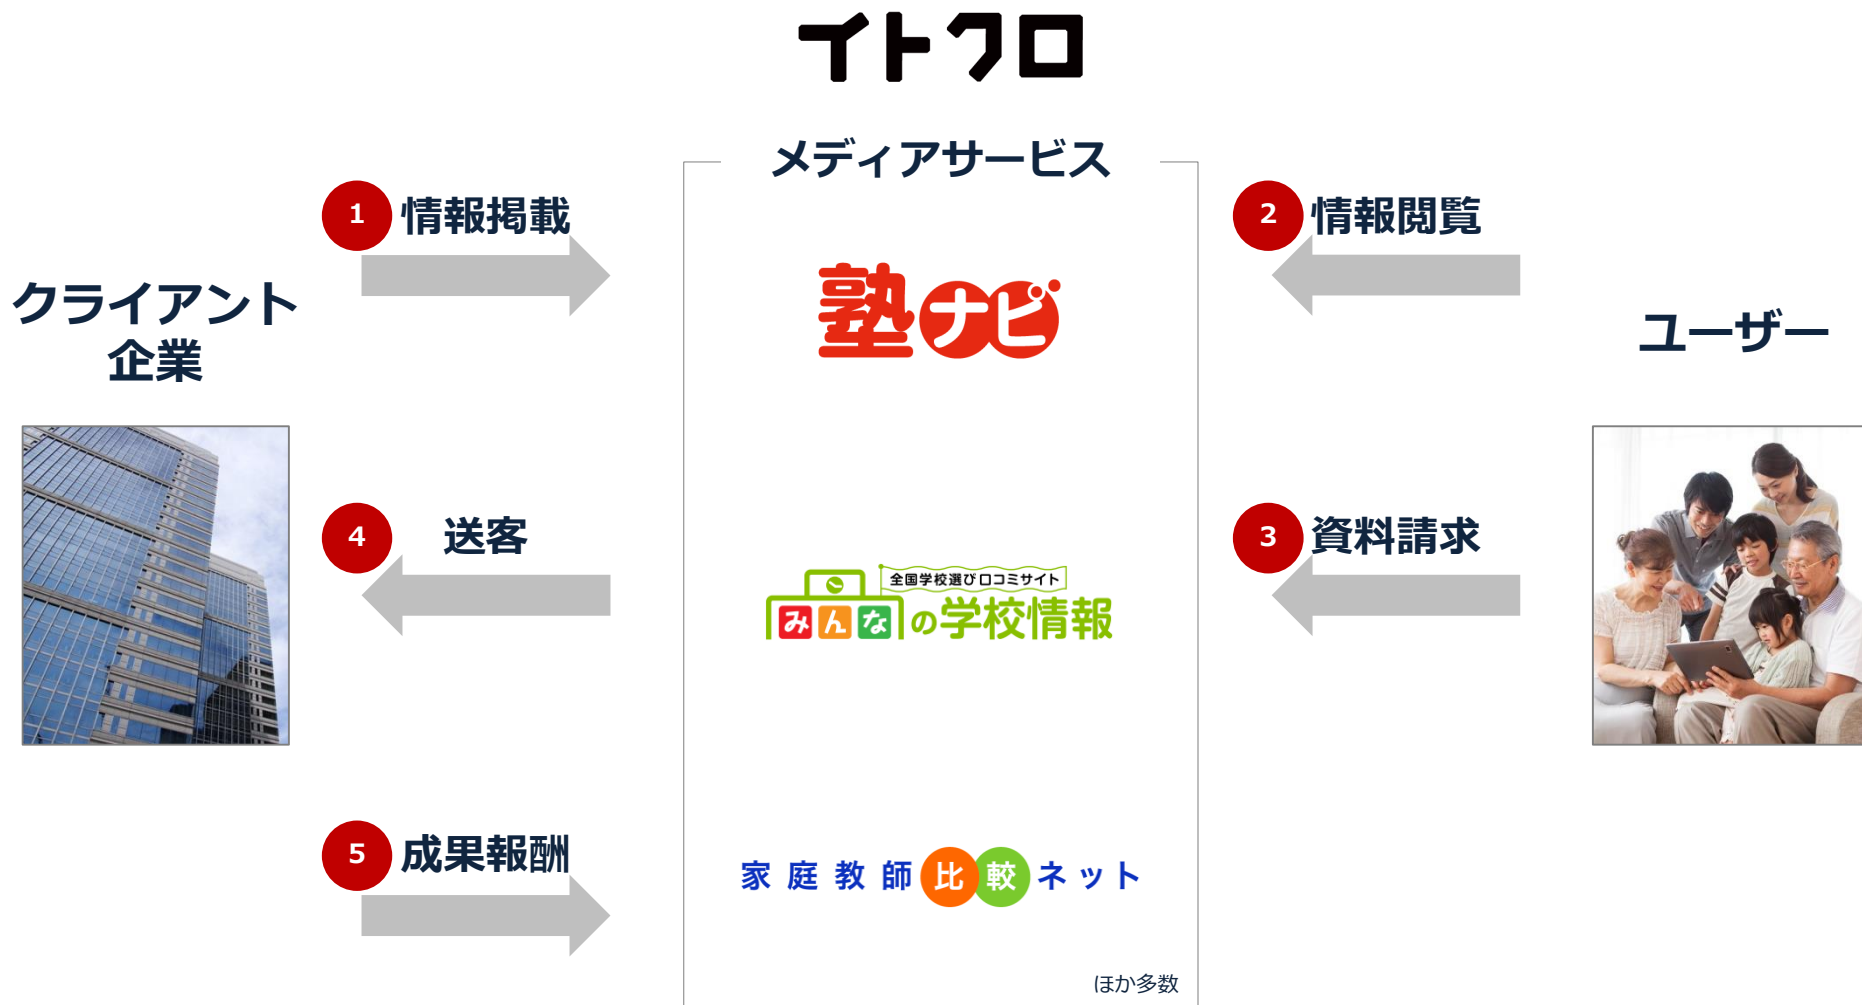 イトクロ
メディアサービス
1 情報掲載
2 情報閲覧
クライアント
企業
塾ナビ
ユーザー
4 送客
3 資料請求
全国学校選び口コミサイト
みんなの学校情報
5 成果報酬
家庭教師比較ネット
ほか多数